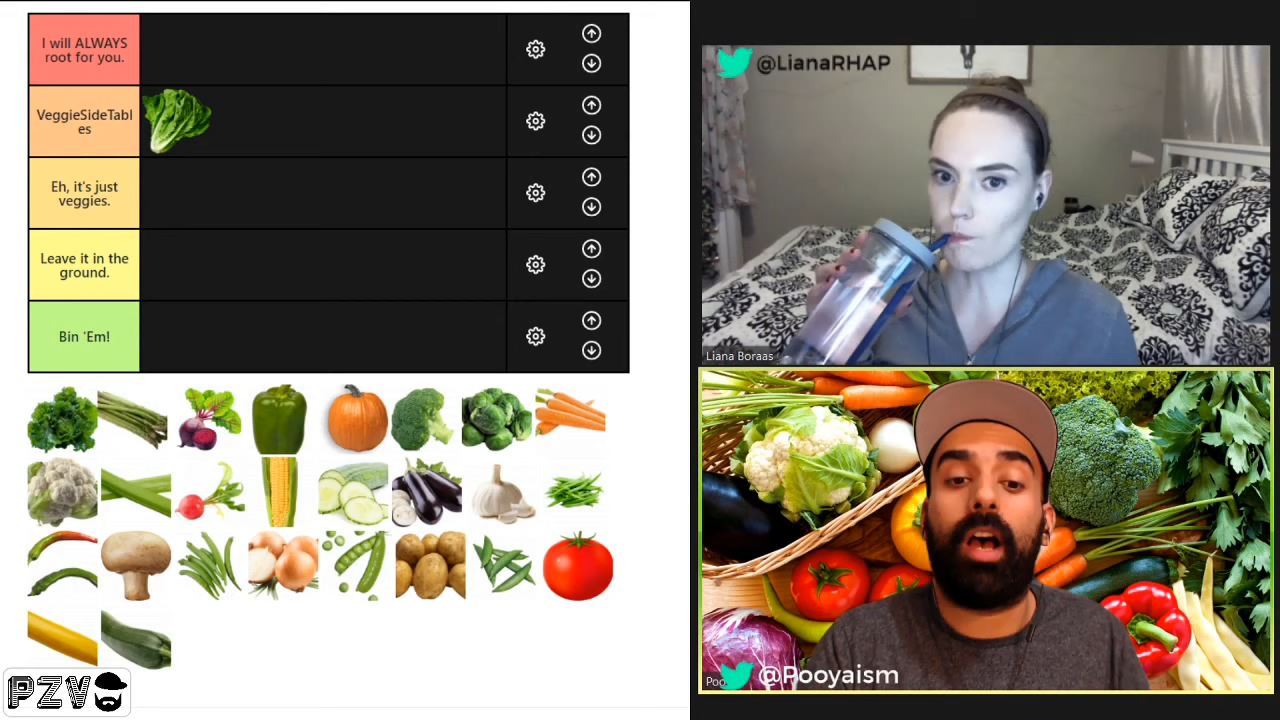 I will ALWAYS
root for you.
VeggieSideTabl
es
Eh, it's just
veggies.
Leave it in the
ground.
Bin 'Em!
PZV
@LianaRHAP
Liana Boraas
Poo
@Pooyaism